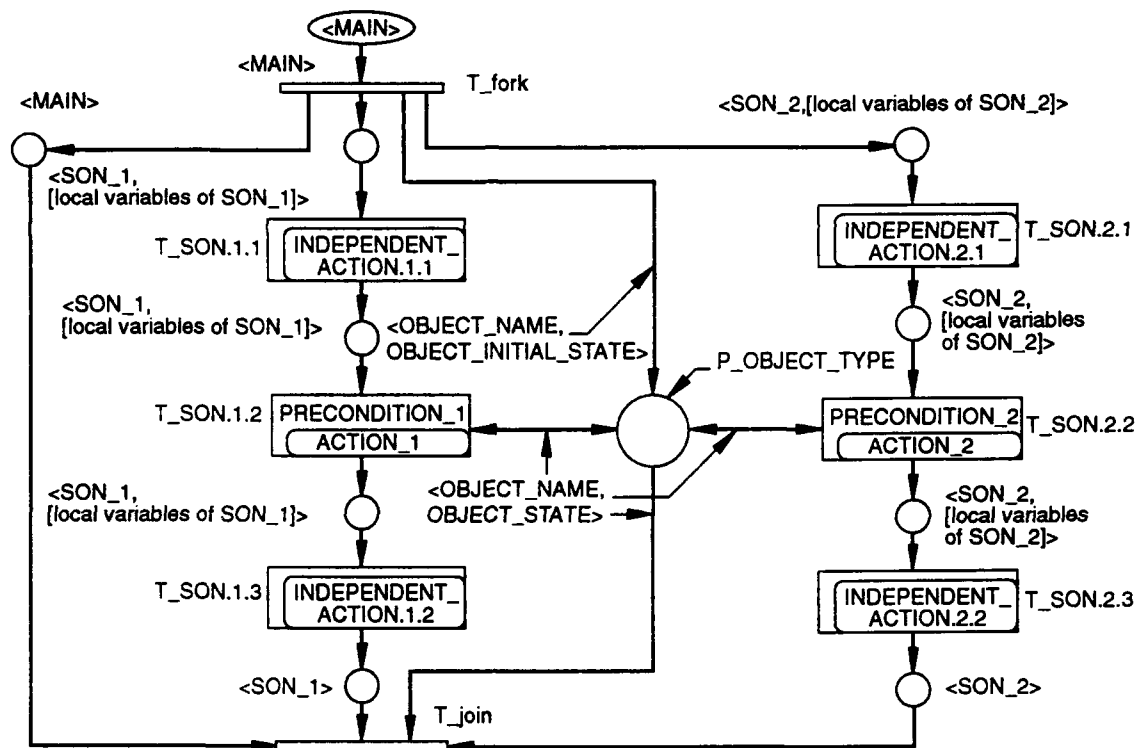 <MAIN>
<MAIN>
T_fork
<MAIN>
<SON_2,[local variables of SON_2]>
<SON_1,
[local variables of SON_1]>
T_SON.1.1
INDEPENDENT_
ACTION.1.1
INDEPENDENT_
ACTION.2.1
T_SON.2.1
<SON_1,
[local variables of SON_1]>
<OBJECT_NAME,
OBJECT_INITIAL_STATE>
<SON_2,
[local variables
of SON_2]>
P_OBJECT_TYPE
T_SON.1.2
PRECONDITION_1
ACTION_1
PRECONDITION_2
ACTION_2
T_SON.2.2
<SON_1,
[local variables of SON_1]>
<OBJECT_NAME,
OBJECT_STATE>
<SON_2,
[local variables
of SON_2]>
T_SON.1.3
INDEPENDENT_
ACTION.1.2
INDEPENDENT_
ACTION.2.2
T_SON.2.3
<SON_1>
<SON_2>
T_join